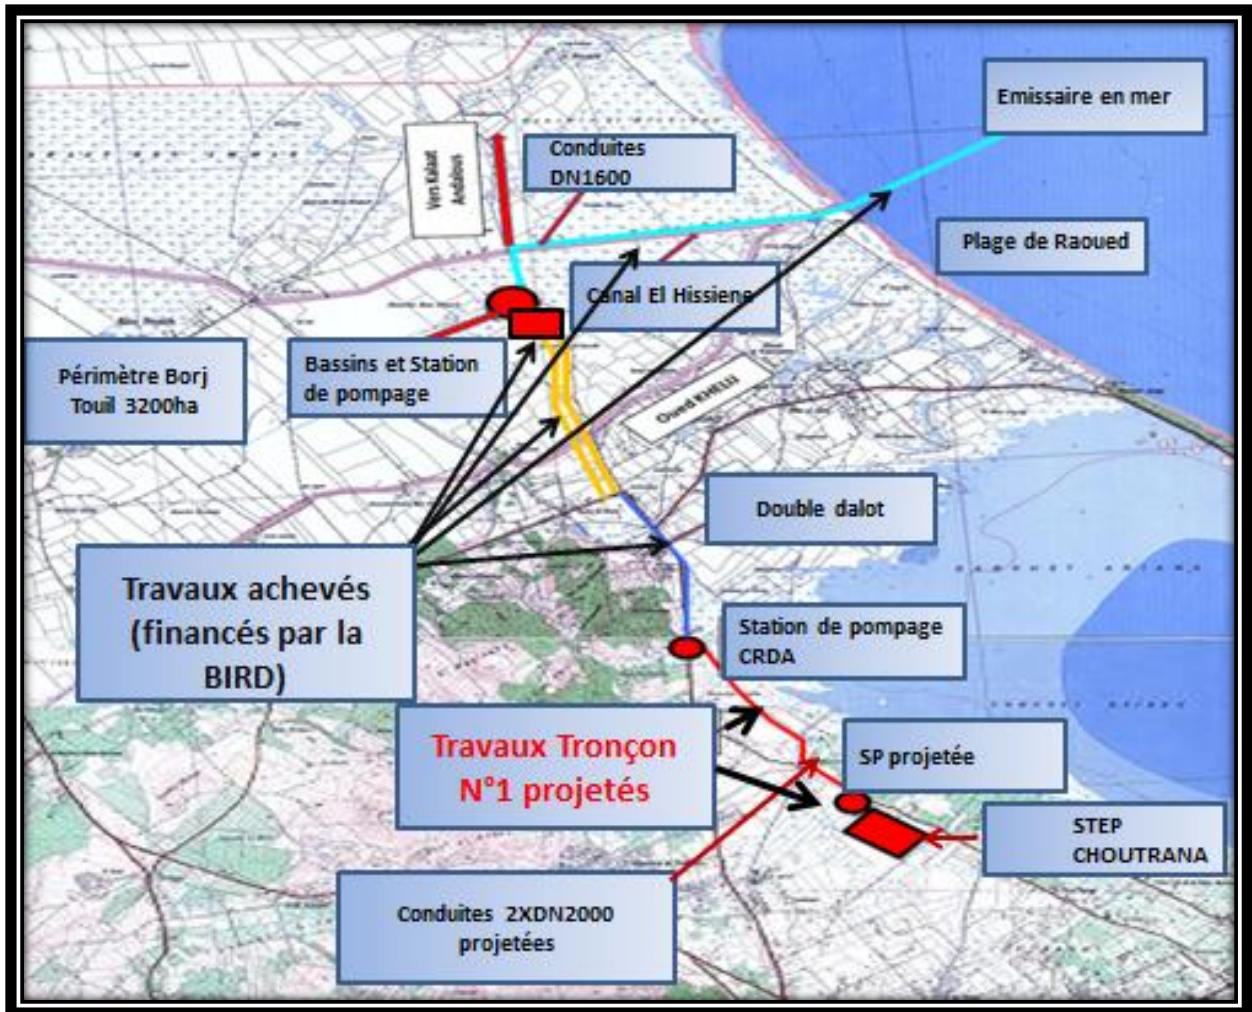 Emissaire en mer
Conduites
DN1600
Vers Kalaat
Andalous
Plage de Raoued
Canal El Hissiene
Périmètre Borj
Touil 3200ha
Bassins et Station
de pompage
Oued KHELIJ
Double dalot
Travaux achevés
(financés par la
BIRD)
Station de pompage
CRDA
Travaux Tronçon
N°1 projetés
SP projetée
STEP
CHOUTRANA
Conduites 2XDN2000
projetées